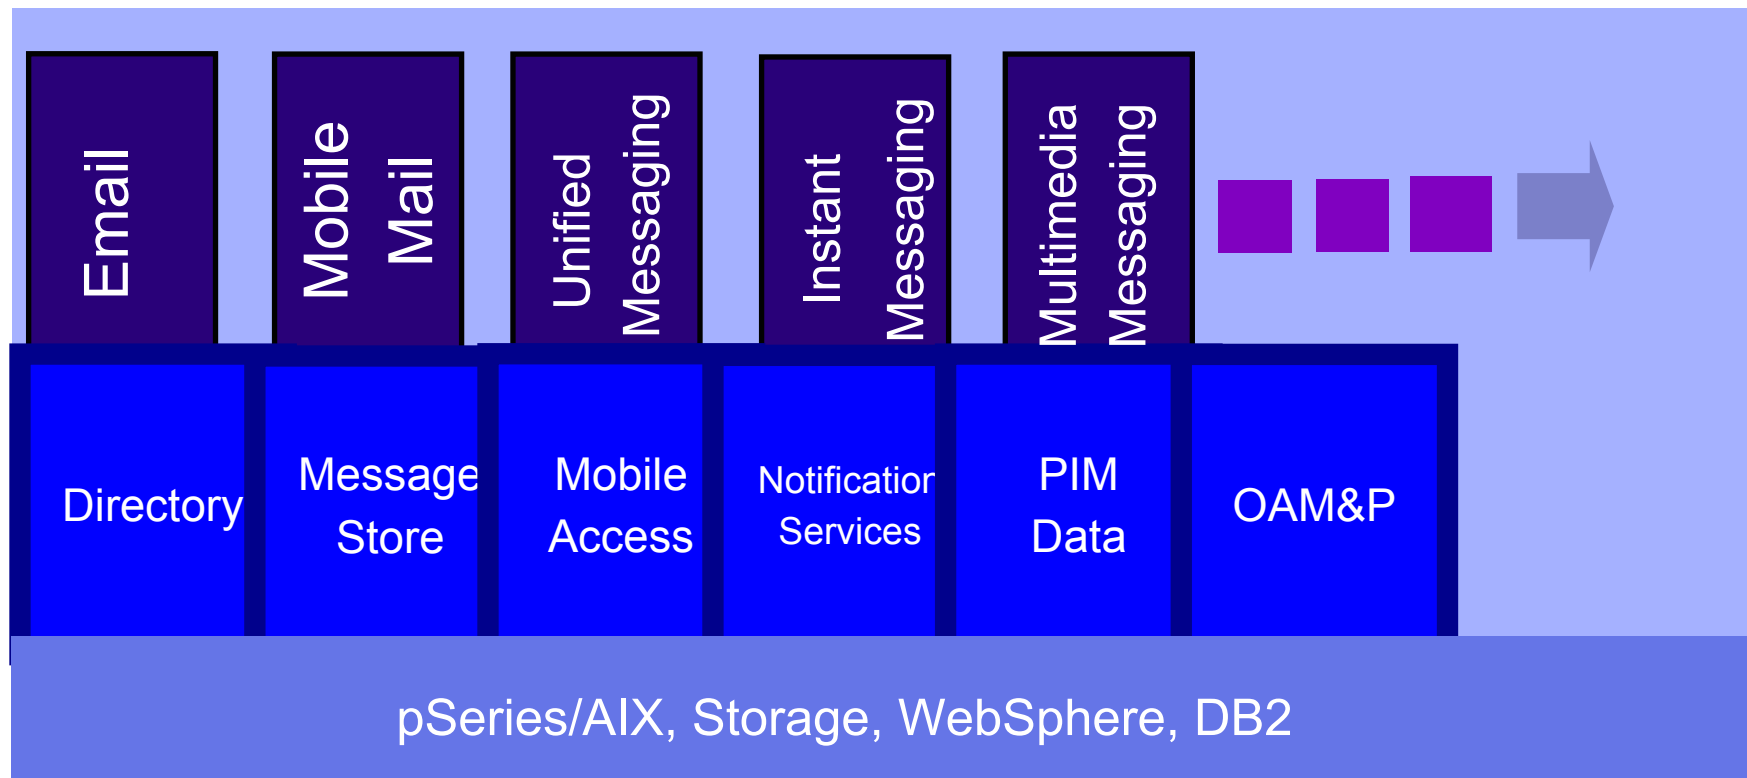 Email
Mobile
Mail
Unified
Messaging
Instant
Messaging
Multimedia
Messaging
Directory
Message
Store
Mobile
Access
Notification
Services
PIM
Data
OAM&P
pSeries/AIX, Storage, WebSphere, DB2